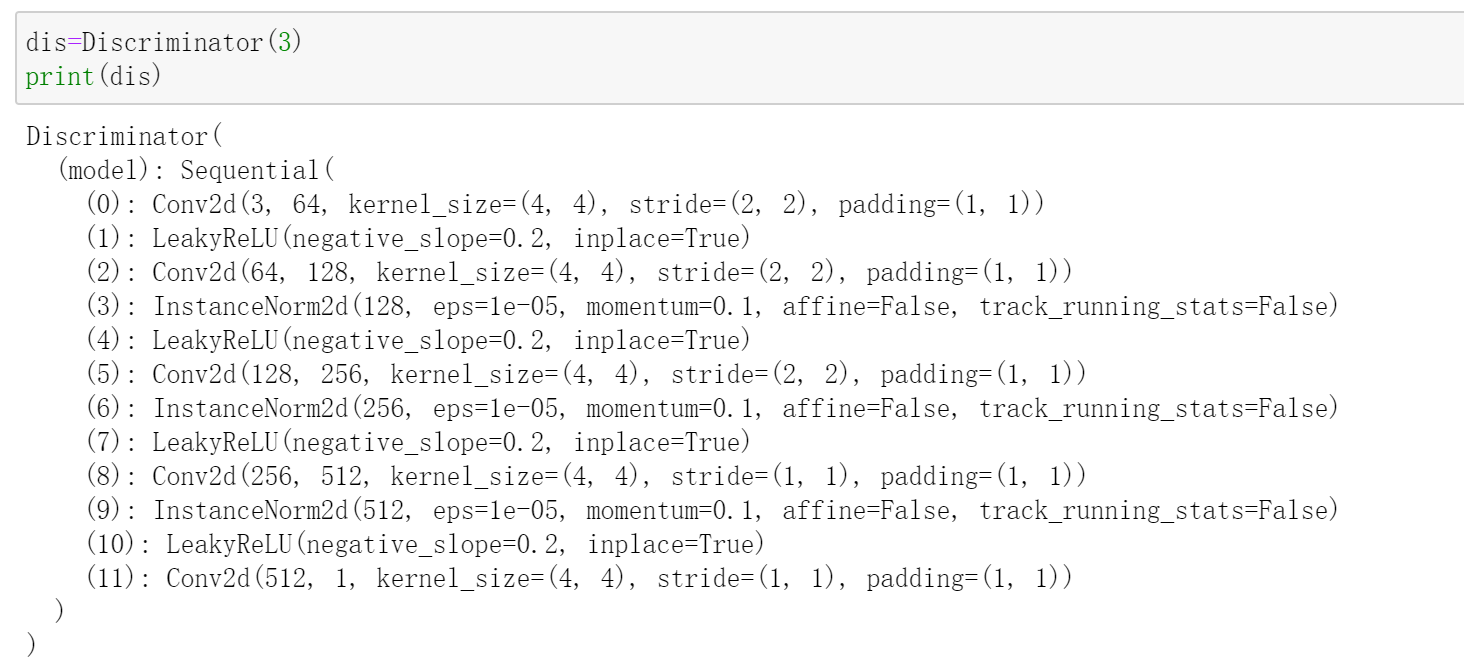 dis=Discriminator(3)
print(dis)
Discriminator(
  (model): Sequential(
    (0): Conv2d(3, 64, kernel_size=(4, 4), stride=(2, 2), padding=(1, 1))
    (1): LeakyReLU(negative_slope=0.2, inplace=True)
    (2): Conv2d(64, 128, kernel_size=(4, 4), stride=(2, 2), padding=(1, 1))
    (3): InstanceNorm2d(128, eps=1e-05, momentum=0.1, affine=False, track_running_stats=False)
    (4): LeakyReLU(negative_slope=0.2, inplace=True)
    (5): Conv2d(128, 256, kernel_size=(4, 4), stride=(2, 2), padding=(1, 1))
    (6): InstanceNorm2d(256, eps=1e-05, momentum=0.1, affine=False, track_running_stats=False)
    (7): LeakyReLU(negative_slope=0.2, inplace=True)
    (8): Conv2d(256, 512, kernel_size=(4, 4), stride=(1, 1), padding=(1, 1))
    (9): InstanceNorm2d(512, eps=1e-05, momentum=0.1, affine=False, track_running_stats=False)
    (10): LeakyReLU(negative_slope=0.2, inplace=True)
    (11): Conv2d(512, 1, kernel_size=(4, 4), stride=(1, 1), padding=(1, 1))
  )
)